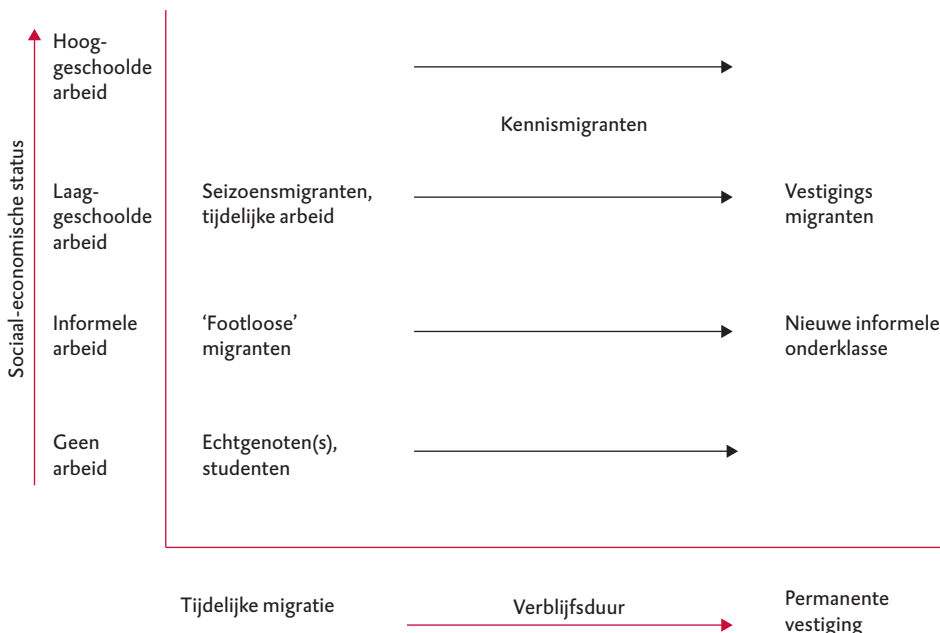 Sociaal-economische status
Hoog-
geschoolde
arbeid
Kennismigranten
Laag-
geschoolde
arbeid
Seizoensmigranten,
tijdelijke arbeid
Vestigings
migranten
Informele
arbeid
‘Footloose’
migranten
Nieuwe informele
onderklasse
Geen
arbeid
Echtgenoten(s),
studenten
Tijdelijke migratie
Verblijfsduur
Permanente
vestiging